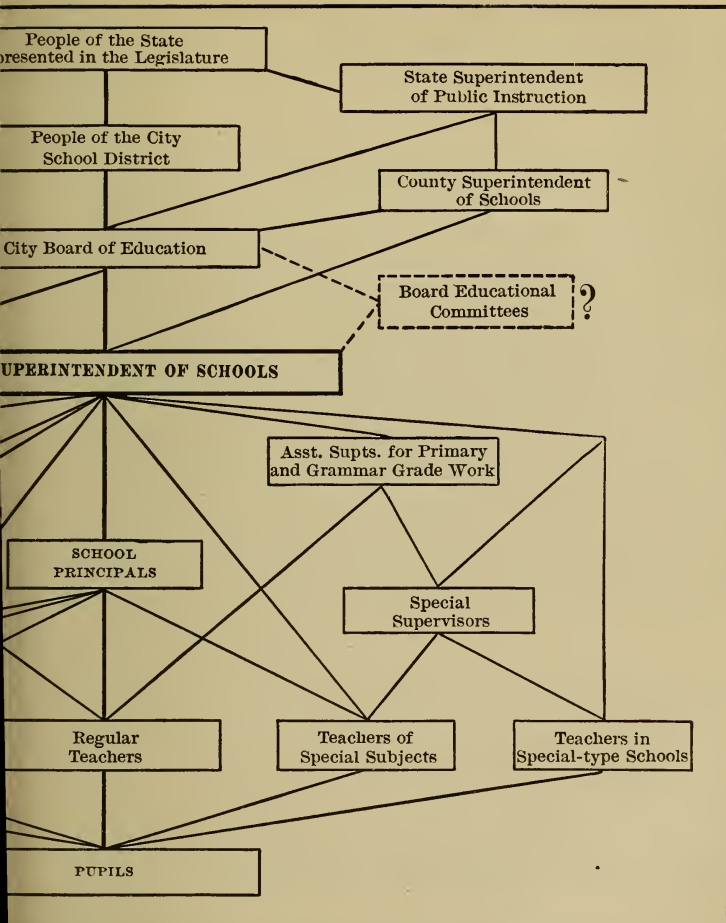 People of the State
presented in the Legislature
State Superintendent
of Public Instruction
People of the City
School District
County Superintendent
of Schools
City Board of Education
Board Educational
Committees
?
UPERINTENDENT OF SCHOOLS
Asst. Supts. for Primary
and Grammar Grade Work
SCHOOL
PRINCIPALS
Special
Supervisors
Regular
Teachers
Teachers of
Special Subjects
Teachers in
Special-type Schools
PUPILS